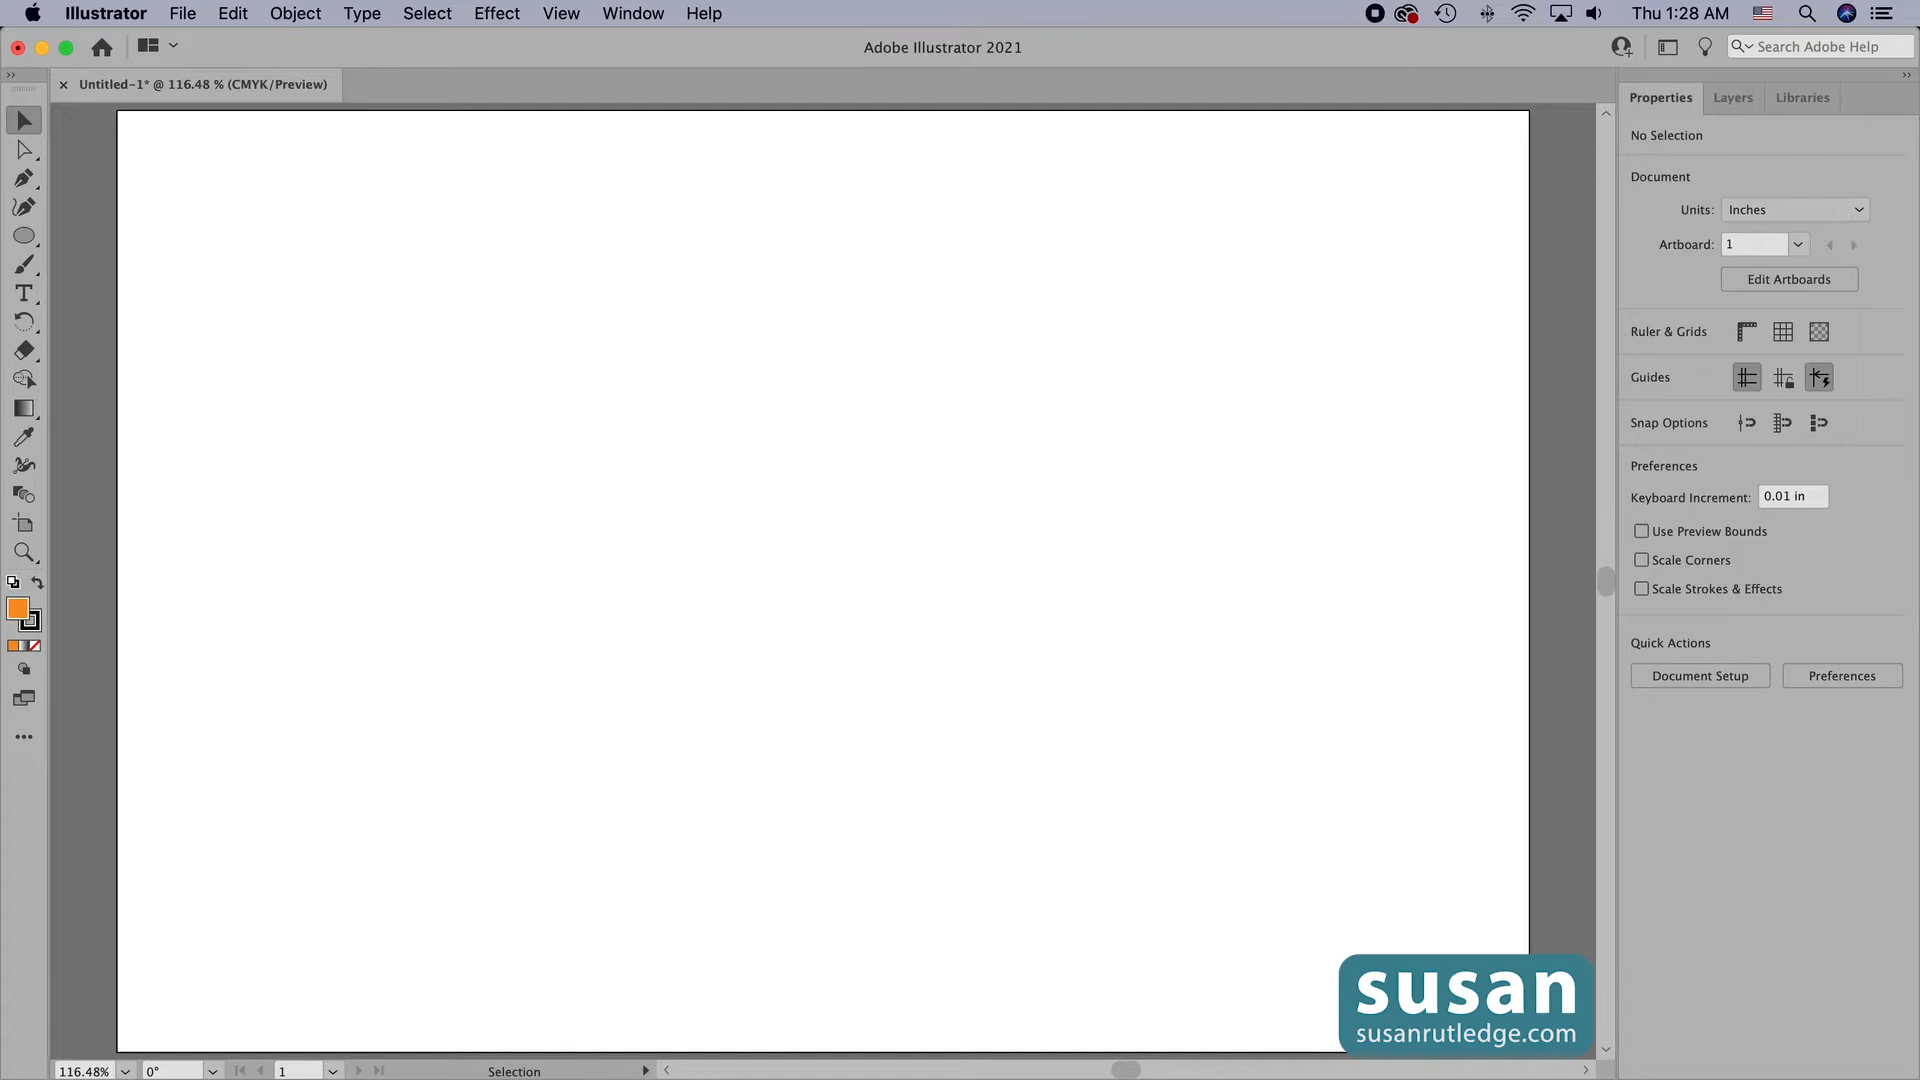 Illustrator File Edit Object Type Select Effect View Window Help Thu 1:28 AM
Adobe Illustrator 2021
Search Adobe Help
Untitled-1* @ 116.48 % (CMYK/Preview)
Properties Layers Libraries
No Selection
Document
Units: Inches
Artboard: 1
Edit Artboards
Ruler & Grids
Guides
Snap Options
Preferences
Keyboard Increment: 0.01 in
Use Preview Bounds
Scale Corners
Scale Strokes & Effects
Quick Actions
Document Setup Preferences
susan
susanrutledge.com
116.48% 0° 1 Selection